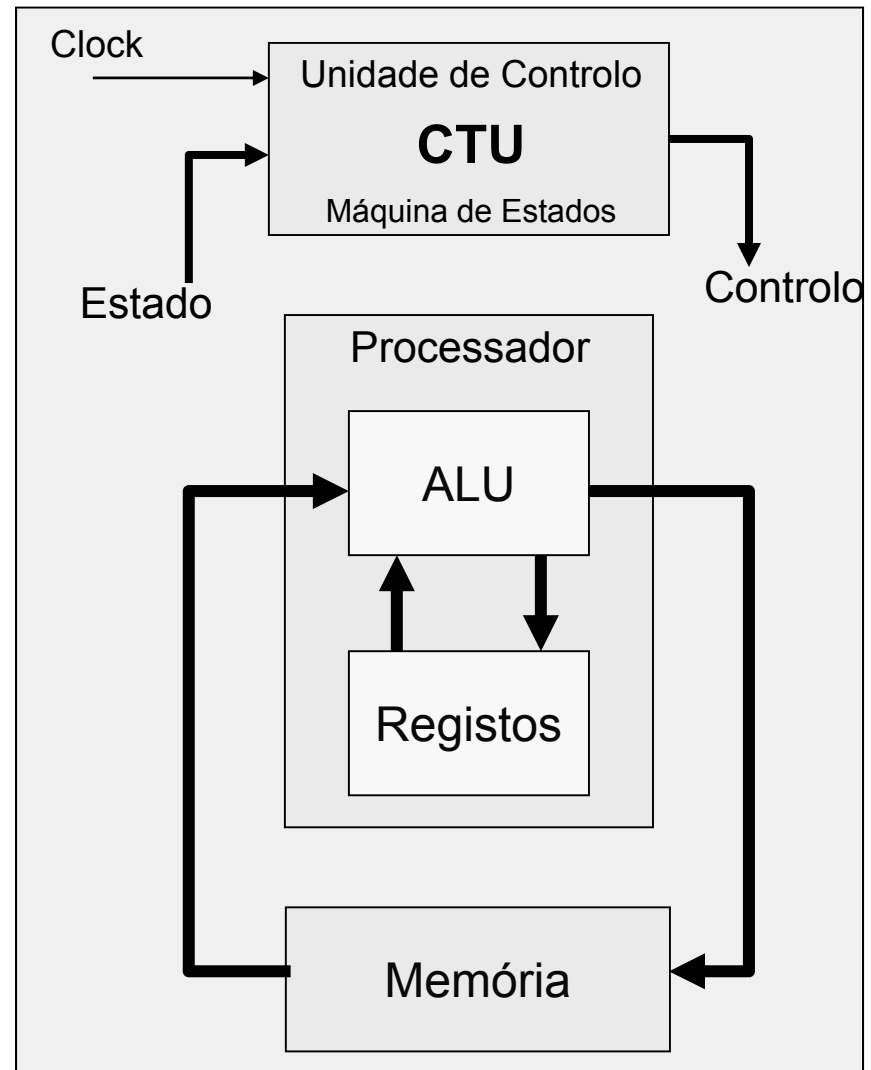 Clock
Unidade de Controlo
CTU
Máquina de Estados
Estado
Controlo
Processador
ALU
Registos
Memória